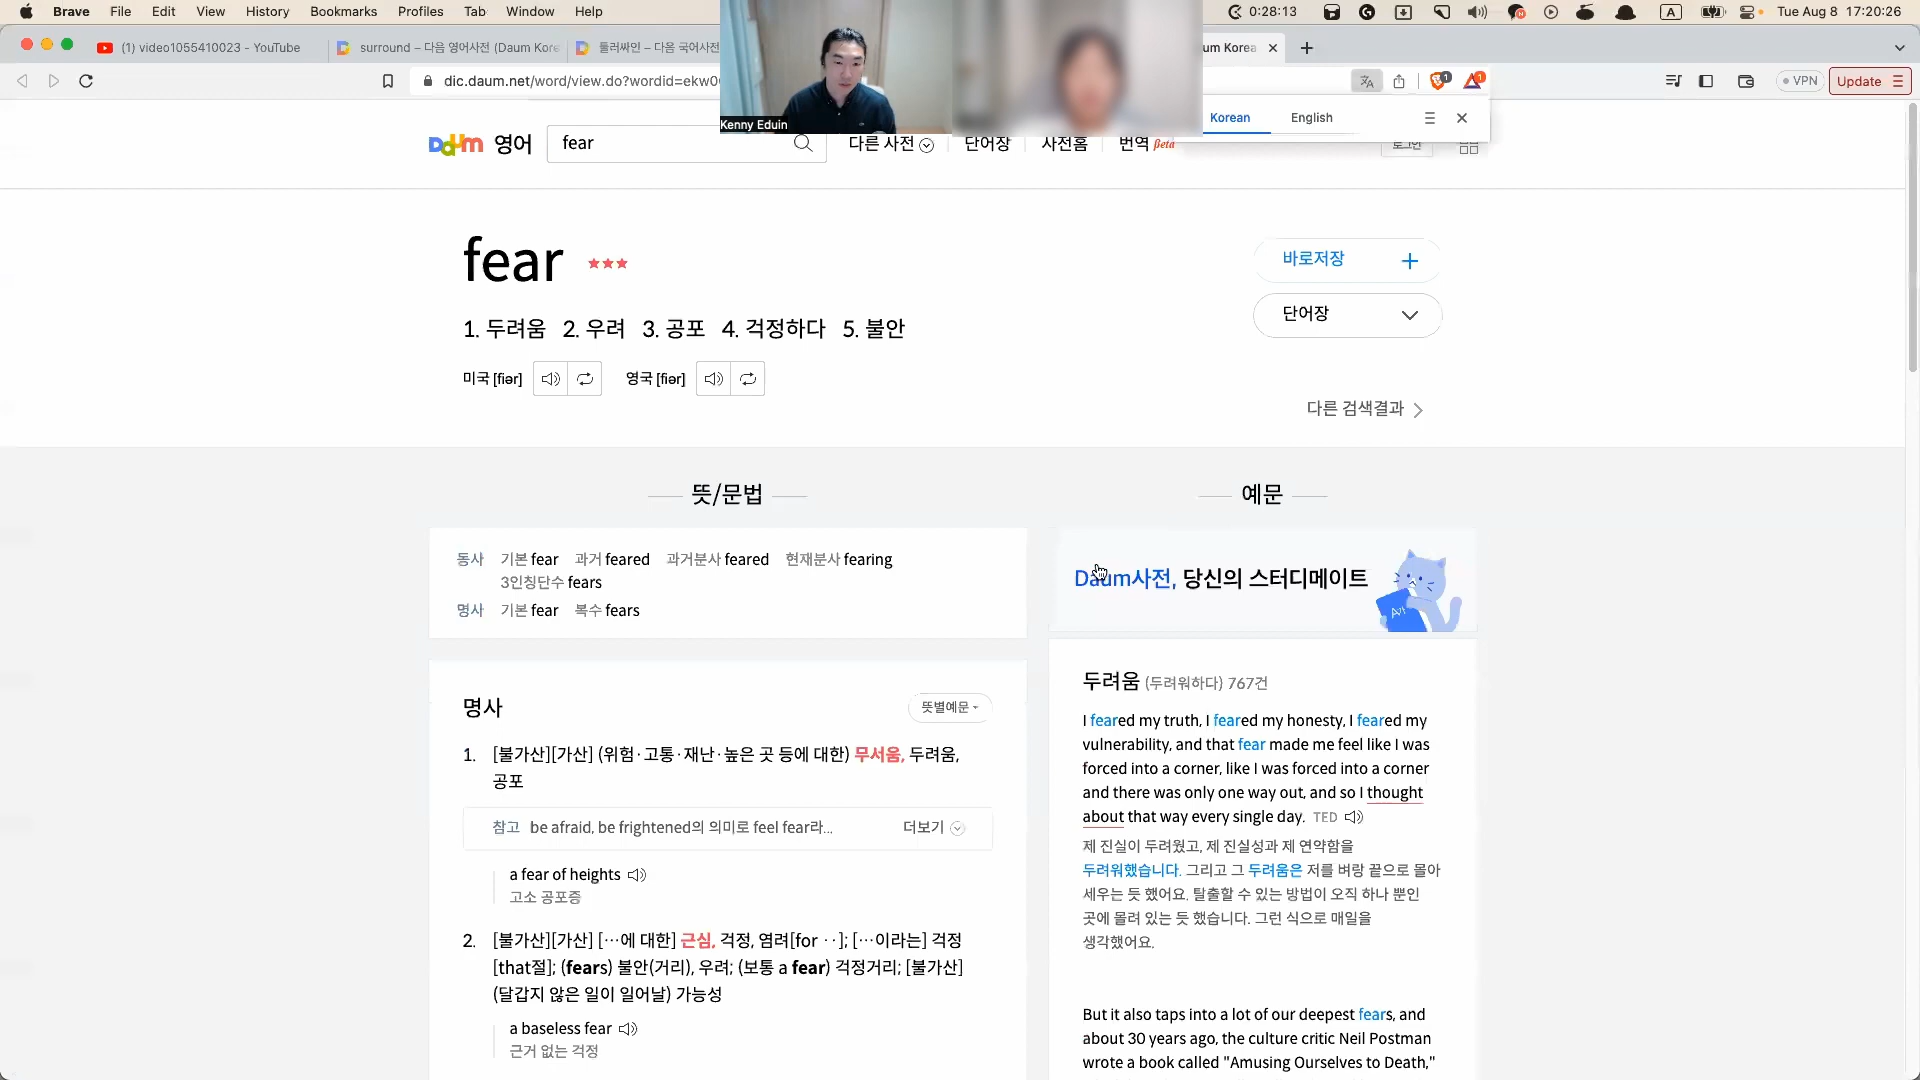 Brave File Edit View History Bookmarks Profiles Tab Window Help 0:28:13 A Tue Aug 8 17:20:26
(1) video1055410023 - YouTube surround – 다음 영어사전 (Daum Kore 둘러싸인 – 다음 국어사전 um Korea
dic.daum.net/word/view.do?wordid=ekw0 VPN Update
Kenny Eduin
Korean English
Daum 영어 fear 다른 사전 단어장 사전홈 번역 Beta 로그인
fear
바로저장
단어장
1. 두려움 2. 우려 3. 공포 4. 걱정하다 5. 불안
미국 [fiər] 영국 [fiər]
다른 검색결과
뜻/문법
동사 기본 fear 과거 feared 과거분사 feared 현재분사 fearing
3인칭단수 fears
명사 기본 fear 복수 fears
명사 뜻별예문
1. [불가산][가산] (위험·고통·재난·높은 곳 등에 대한) 무서움, 두려움,
공포
참고 be afraid, be frightened의 의미로 feel fear라... 더보기
a fear of heights
고소 공포증
2. [불가산][가산] […에 대한] 근심, 걱정, 염려[for ‥]; […이라는] 걱정
[that절]; (fears) 불안(거리), 우려; (보통 a fear) 걱정거리; [불가산]
(달갑지 않은 일이 일어날) 가능성
a baseless fear
근거 없는 걱정
예문
Daum사전, 당신의 스터디메이트
두려움 (두려워하다) 767건
I feared my truth, I feared my honesty, I feared my
vulnerability, and that fear made me feel like I was
forced into a corner, like I was forced into a corner
and there was only one way out, and so I thought
about that way every single day. TED
제 진실이 두려웠고, 제 진실성과 제 연약함을
두려워했습니다. 그리고 그 두려움은 저를 벼랑 끝으로 몰아
세우는 듯 했어요. 탈출할 수 있는 방법이 오직 하나 뿐인
곳에 몰려 있는 듯 했습니다. 그런 식으로 매일을
생각했어요.
But it also taps into a lot of our deepest fears, and
about 30 years ago, the culture critic Neil Postman
wrote a book called "Amusing Ourselves to Death,"